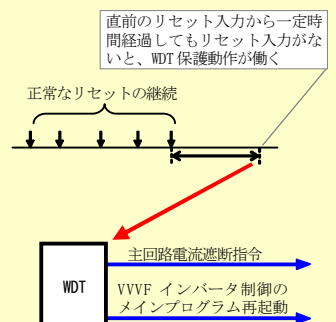 直前のリセット入力から一定時
間経過してもリセット入力がな
いと、WDT保護動作が働く
正常なリセットの継続
主回路電流遮断指令
WDT
VVVF インバータ制御の
メインプログラム再起動